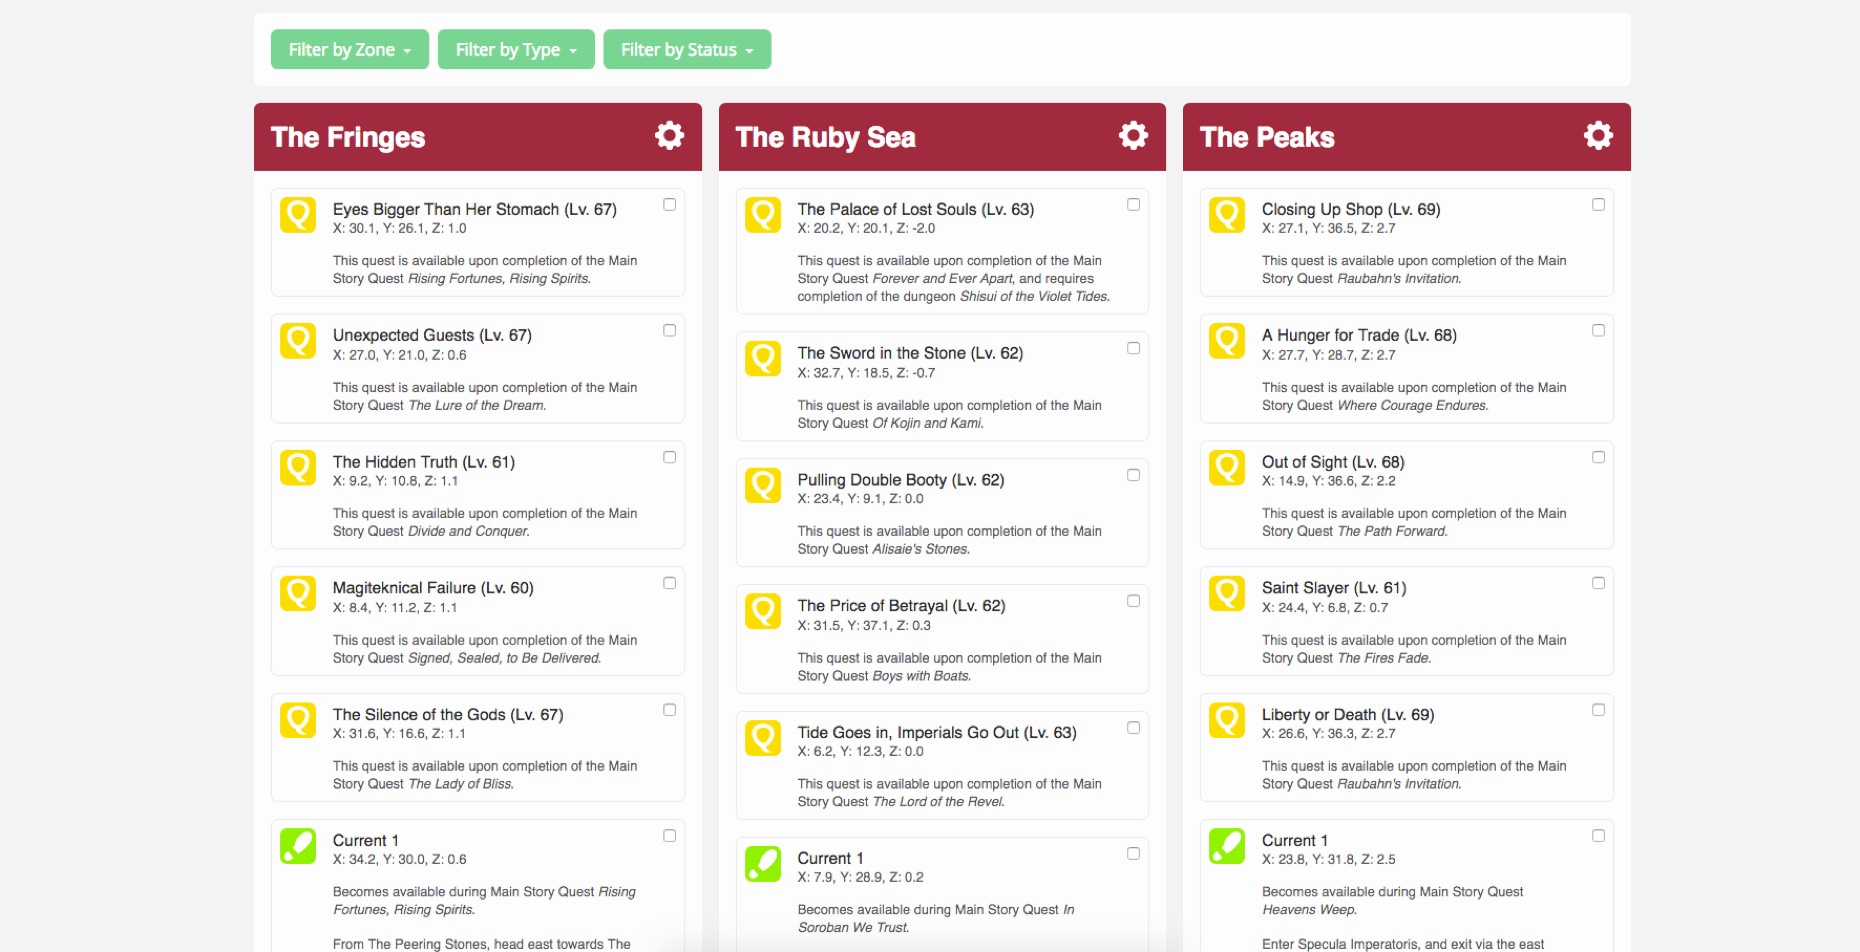 Filter by Zone
Filter by Type
Filter by Status
The Fringes
Eyes Bigger Than Her Stomach (Lv. 67)
X: 30.1, Y: 26.1, Z: 1.0
This quest is available upon completion of the Main
Story Quest Rising Fortunes, Rising Spirits.
Unexpected Guests (Lv. 67)
X: 27.0, Y: 21.0, Z: 0.6
This quest is available upon completion of the Main
Story Quest The Lure of the Dream.
The Hidden Truth (Lv. 61)
X: 9.2, Y: 10.8, Z: 1.1
This quest is available upon completion of the Main
Story Quest Divide and Conquer.
Magiteknical Failure (Lv. 60)
X: 8.4, Y: 11.2, Z: 1.1
This quest is available upon completion of the Main
Story Quest Signed, Sealed, to Be Delivered.
The Silence of the Gods (Lv. 67)
X: 31.6, Y: 16.6, Z: 1.1
This quest is available upon completion of the Main
Story Quest The Lady of Bliss.
Current 1
X: 34.2, Y: 30.0, Z: 0.6
Becomes available during Main Story Quest Rising
Fortunes, Rising Spirits.
From The Peering Stones, head east towards The
The Ruby Sea
The Palace of Lost Souls (Lv. 63)
X: 20.2, Y: 20.1, Z: -2.0
This quest is available upon completion of the Main
Story Quest Forever and Ever Apart, and requires
completion of the dungeon Shisui of the Violet Tides.
The Sword in the Stone (Lv. 62)
X: 32.7, Y: 18.5, Z: -0.7
This quest is available upon completion of the Main
Story Quest Of Kojin and Kami.
Pulling Double Booty (Lv. 62)
X: 23.4, Y: 9.1, Z: 0.0
This quest is available upon completion of the Main
Story Quest Alisaie's Stones.
The Price of Betrayal (Lv. 62)
X: 31.5, Y: 37.1, Z: 0.3
This quest is available upon completion of the Main
Story Quest Boys with Boats.
Tide Goes in, Imperials Go Out (Lv. 63)
X: 6.2, Y: 12.3, Z: 0.0
This quest is available upon completion of the Main
Story Quest The Lord of the Revel.
Current 1
X: 7.9, Y: 28.9, Z: 0.2
Becomes available during Main Story Quest In
Soroban We Trust.
The Peaks
Closing Up Shop (Lv. 69)
X: 27.1, Y: 36.5, Z: 2.7
This quest is available upon completion of the Main
Story Quest Raubahn's Invitation.
A Hunger for Trade (Lv. 68)
X: 27.7, Y: 28.7, Z: 2.7
This quest is available upon completion of the Main
Story Quest Where Courage Endures.
Out of Sight (Lv. 68)
X: 14.9, Y: 36.6, Z: 2.2
This quest is available upon completion of the Main
Story Quest The Path Forward.
Saint Slayer (Lv. 61)
X: 24.4, Y: 6.8, Z: 0.7
This quest is available upon completion of the Main
Story Quest The Fires Fade.
Liberty or Death (Lv. 69)
X: 26.6, Y: 36.3, Z: 2.7
This quest is available upon completion of the Main
Story Quest Raubahn's Invitation.
Current 1
X: 23.8, Y: 31.8, Z: 2.5
Becomes available during Main Story Quest
Heavens Weep.
Enter Specula Imperatoris, and exit via the east